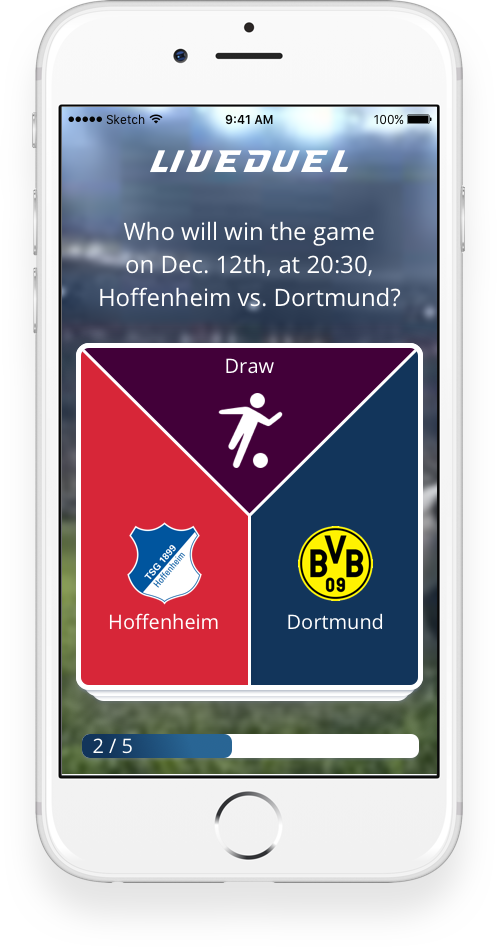 ●●●●● Sketch 9:41 AM 100%
LIVEDUEL
Who will win the game
on Dec. 12th, at 20:30,
Hoffenheim vs. Dortmund?
Draw
TSG 1899
Hoffenheim
BVB
09
Hoffenheim
Dortmund
2 / 5